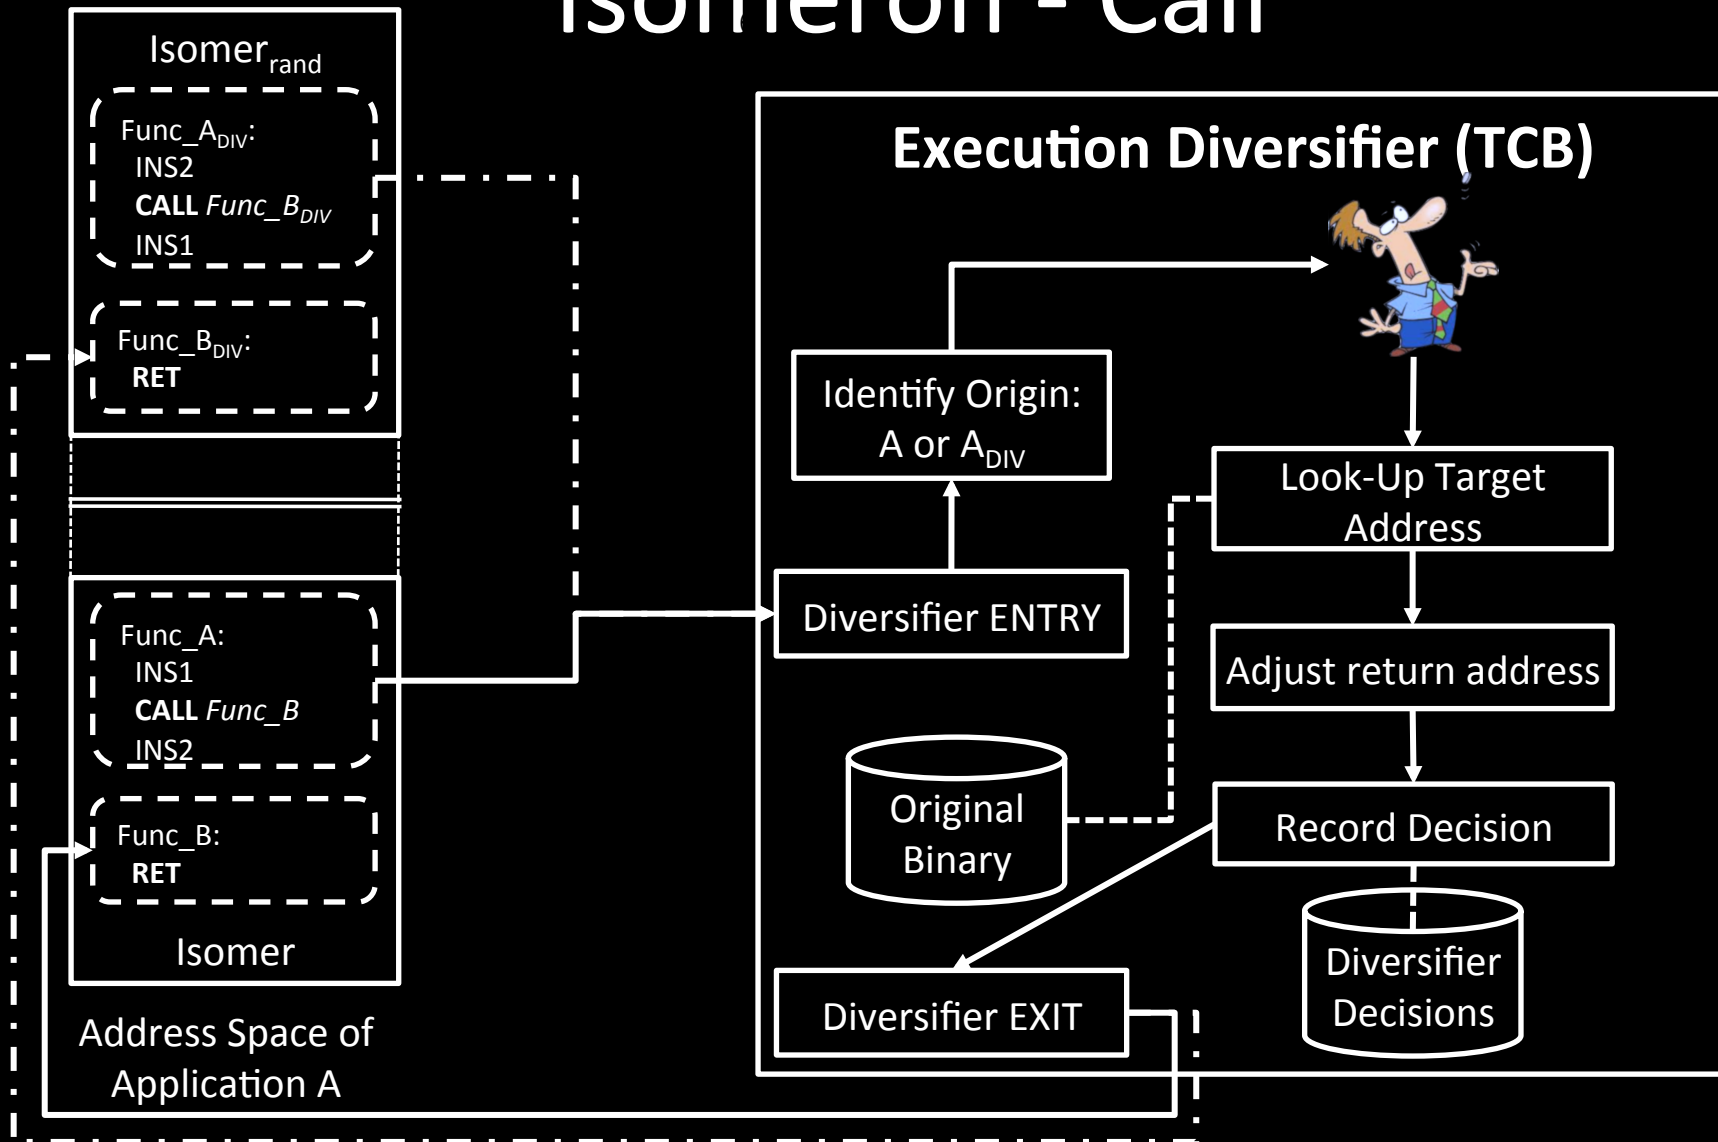 Isomeron - Call
Isomer_rand
Func_A_DIV:
INS2
CALL Func_B_DIV
INS1
Func_B_DIV:
RET
Func_A:
INS1
CALL Func_B
INS2
Func_B:
RET
Isomer
Address Space of
Application A
Execution Diversifier (TCB)
Identify Origin:
A or A_DIV
Diversifier ENTRY
Look-Up Target
Address
Adjust return address
Record Decision
Original
Binary
Diversifier
Decisions
Diversifier EXIT